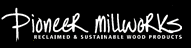 Pioneer Millworks
RECLAIMED & SUSTAINABLE WOOD PRODUCTS